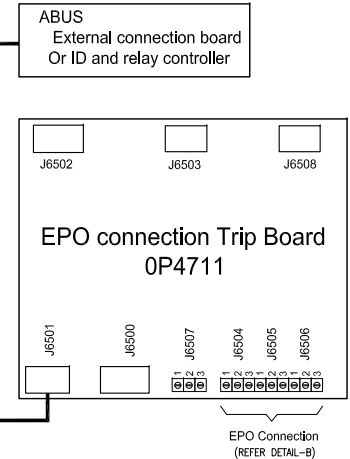 ABUS
External connection board
Or ID and relay controller
J6502
J6503
J6508
EPO connection Trip Board
0P4711
J6501
J6500
J6507
J6504
J6505
J6506
1 2 3
1 2 3 1 2 3 1 2 3
EPO Connection
(REFER DETAIL-B)